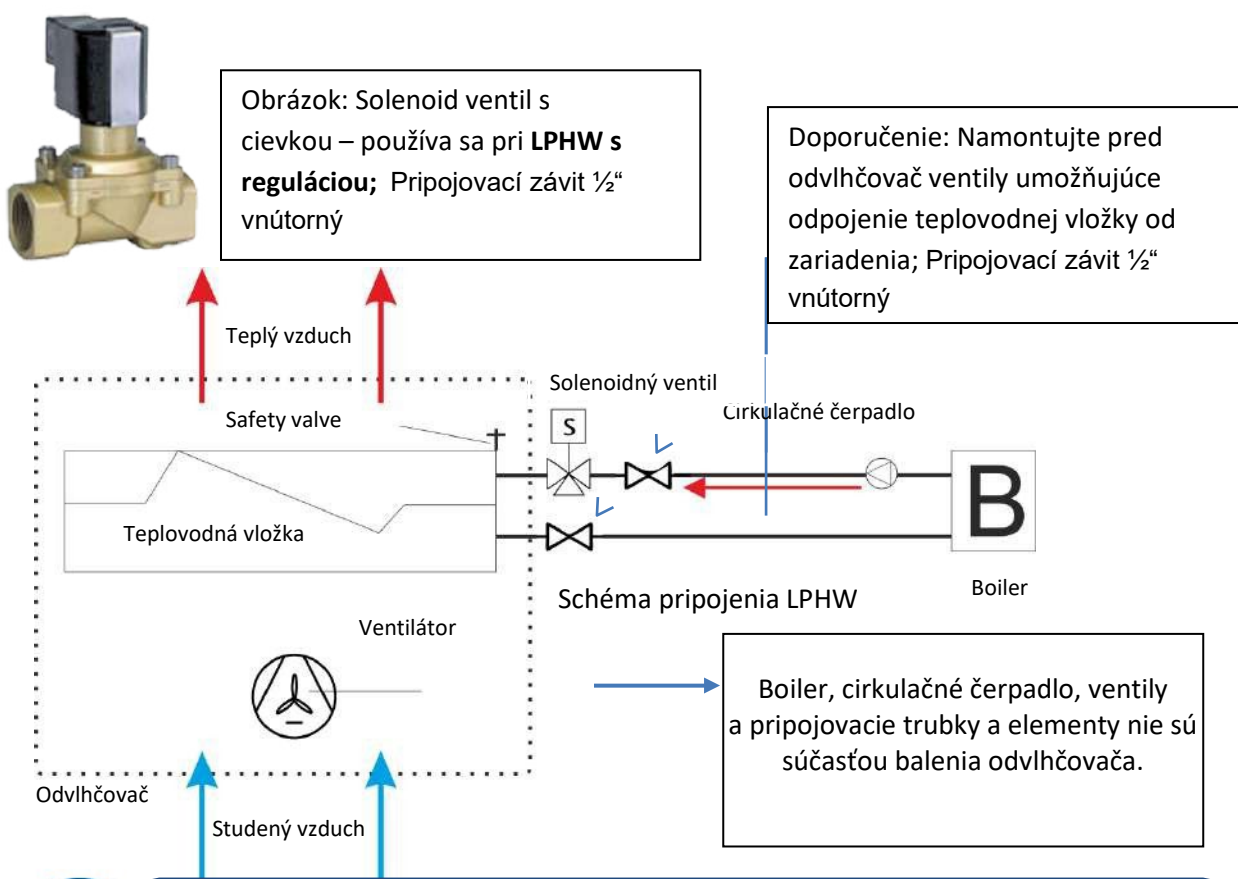 Obrázok: Solenoid ventil s
cievkou – používa sa pri LPHW s
reguláciou; Pripojovací závit ½“
vnútorný
Doporučenie: Namontujte pred
odvlhčovač ventily umožňujúce
odpojenie teplovodnej vložky od
zariadenia; Pripojovací závit ½“
vnútorný
Teplý vzduch
Solenoidný ventil
Cirkulačné čerpadlo
Safety valve
S
B
Teplovodná vložka
Boiler
Schéma pripojenia LPHW
Ventilátor
Boiler, cirkulačné čerpadlo, ventily
a pripojovacie trubky a elementy nie sú
súčasťou balenia odvlhčovača.
Odvlhčovač
Studený vzduch